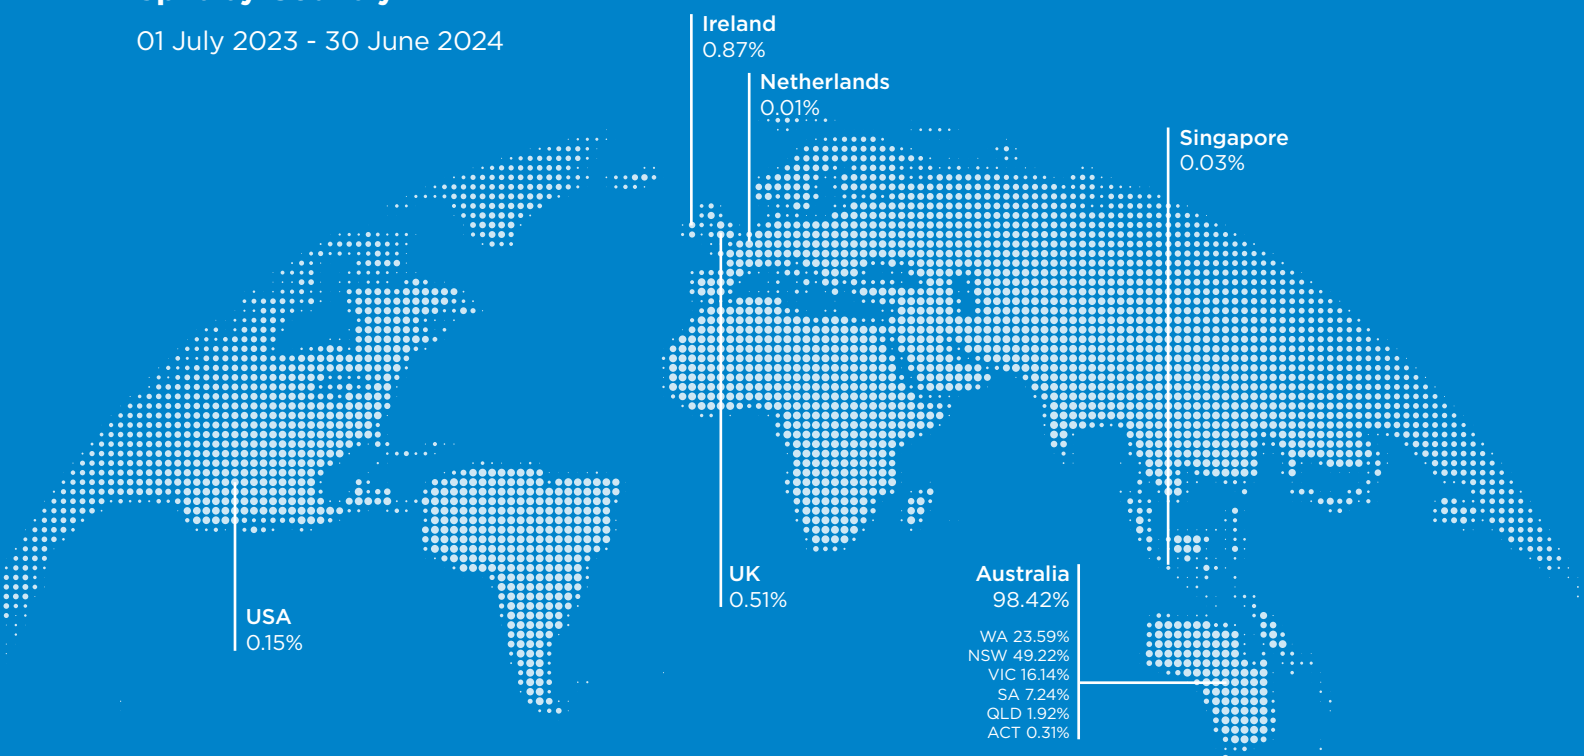 01 July 2023 - 30 June 2024
Ireland
0.87%
Netherlands
0.01%
Singapore
0.03%
USA
0.15%
UK
0.51%
Australia
98.42%
WA 23.59%
NSW 49.22%
VIC 16.14%
SA 7.24%
QLD 1.92%
ACT 0.31%